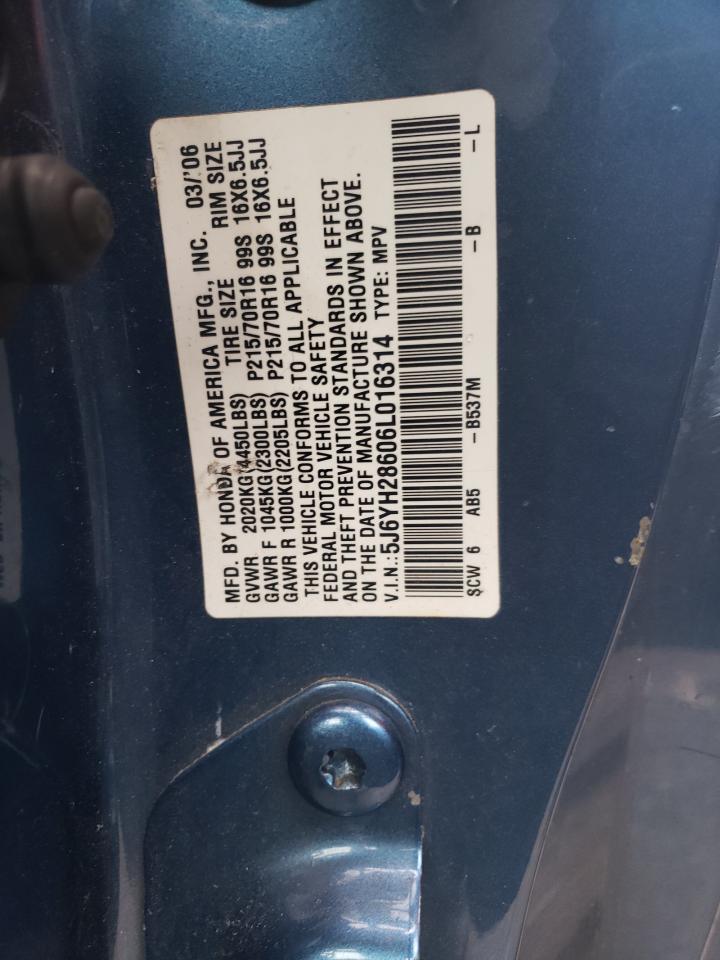 MFD. BY HONDA OF AMERICA MFG., INC. 03/'06
GVWR 2020KG(4450LBS) TIRE SIZE RIM SIZE
GAWR F 1045KG(2300LBS) P215/70R16 99S 16X6.5JJ
GAWR R 1000KG(2205LBS) P215/70R16 99S 16X6.5JJ
THIS VEHICLE CONFORMS TO ALL APPLICABLE
FEDERAL MOTOR VEHICLE SAFETY
AND THEFT PREVENTION STANDARDS IN EFFECT
ON THE DATE OF MANUFACTURE SHOWN ABOVE.
V.I.N.:5J6YH28606L016314 TYPE: MPV
SCW 6 AB5 -B537M -B -L